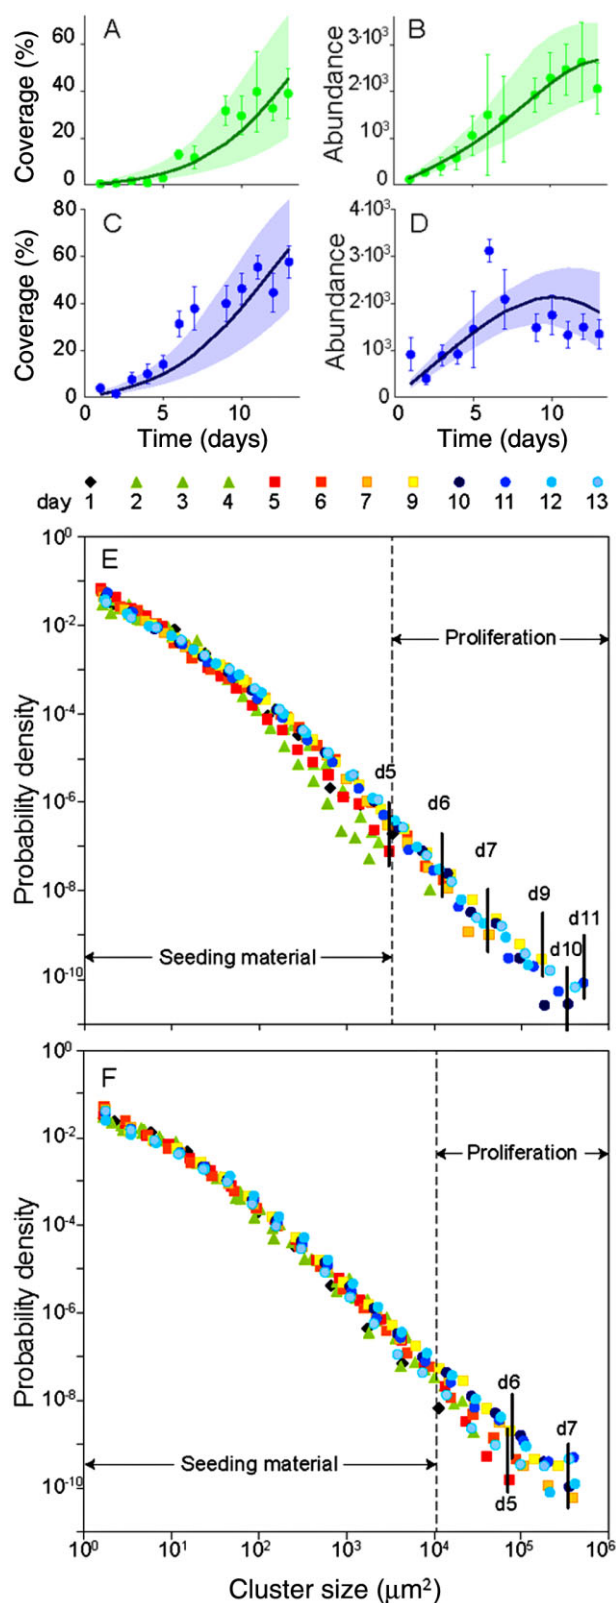 A
B
Coverage (%)
60
40
20
0
Abundance
3·10³
2·10³
1·10³
0
C
D
Coverage (%)
80
60
40
20
0
Abundance
4·10³
3·10³
2·10³
1·10³
0
0 5 10
0 5 10
Time (days)
Time (days)
day 1 2 3 4 5 6 7 9 10 11 12 13
E
Probability density
10⁰
10⁻²
10⁻⁴
10⁻⁶
10⁻⁸
10⁻¹⁰
Proliferation
d5
d6
d7
d9
d11
d10
Seeding material
F
Probability density
10⁰
10⁻²
10⁻⁴
10⁻⁶
10⁻⁸
10⁻¹⁰
Proliferation
d6
d7
Seeding material
d5
10⁰ 10¹ 10² 10³ 10⁴ 10⁵ 10⁶
Cluster size (μm²)